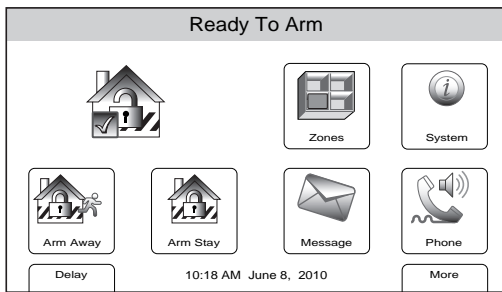 Ready To Arm
Zones
System
Arm Away
Arm Stay
Message
Phone
Delay
10:18 AM June 8, 2010
More